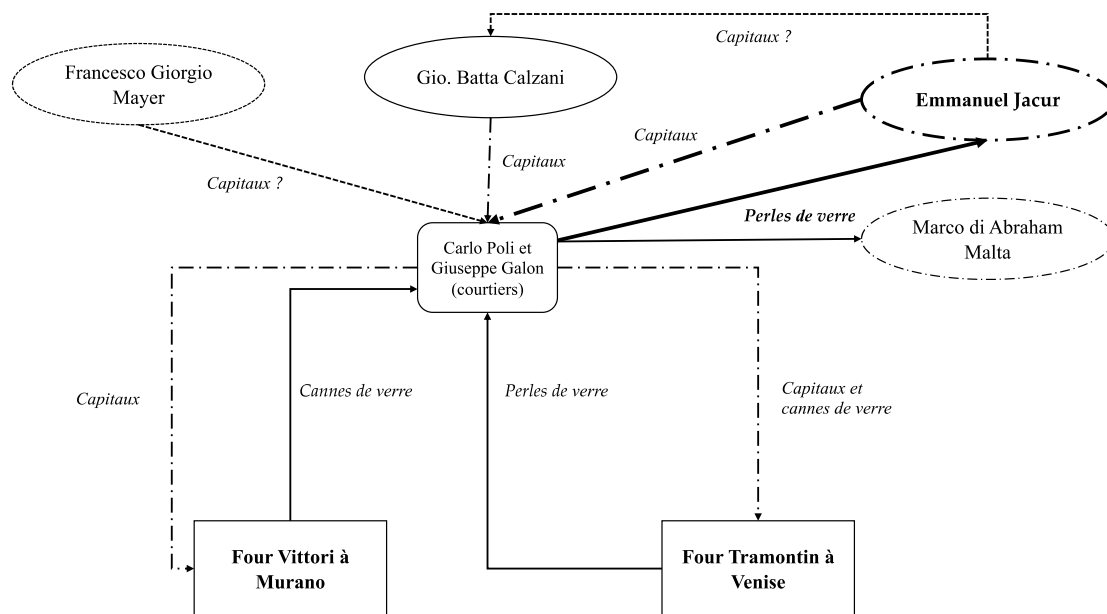 Capitaux ?
Francesco Giorgio
Mayer
Gio. Batta Calzani
Emmanuel Jacur
Capitaux
Capitaux
Capitaux ?
Perles de verre
Marco di Abraham
Malta
Carlo Poli et
Giuseppe Galon
(courtiers)
Capitaux
Cannes de verre
Perles de verre
Capitaux et
cannes de verre
Four Vittori à
Murano
Four Tramontin à
Venise